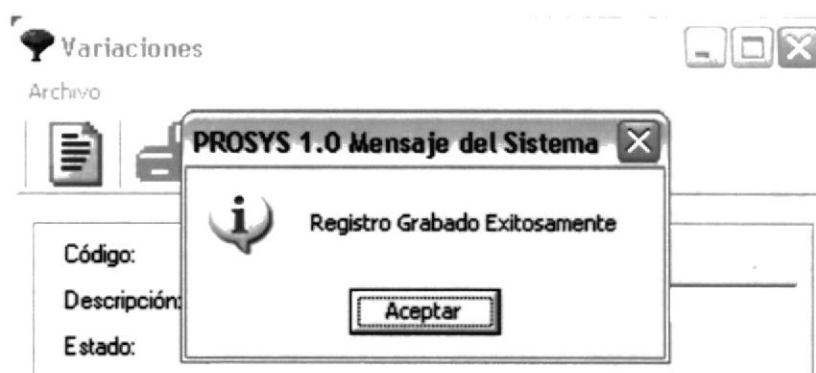 Variaciones
Archivo
PROSYS 1.0 Mensaje del Sistema
Registro Grabado Exitosamente
Código:
Descripción:
Aceptar
Estado: